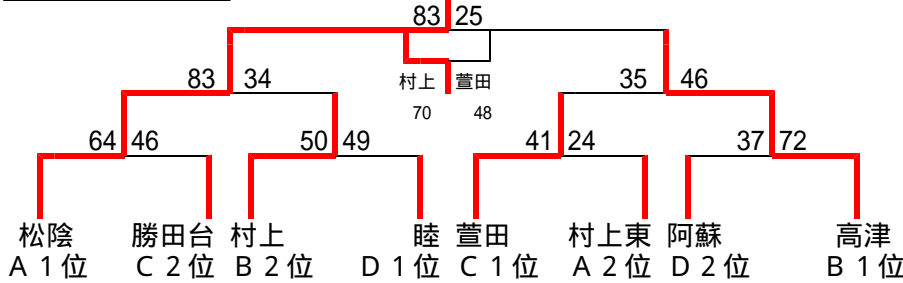 83 25
83 34 村上 萱田 35 46
70 48
64 46 50 49 41 24 37 72
松陰 勝田台 村上 睦 萱田 村上東 阿蘇 高津
A1位 C2位 B2位 D1位 C1位 A2位 D2位 B1位